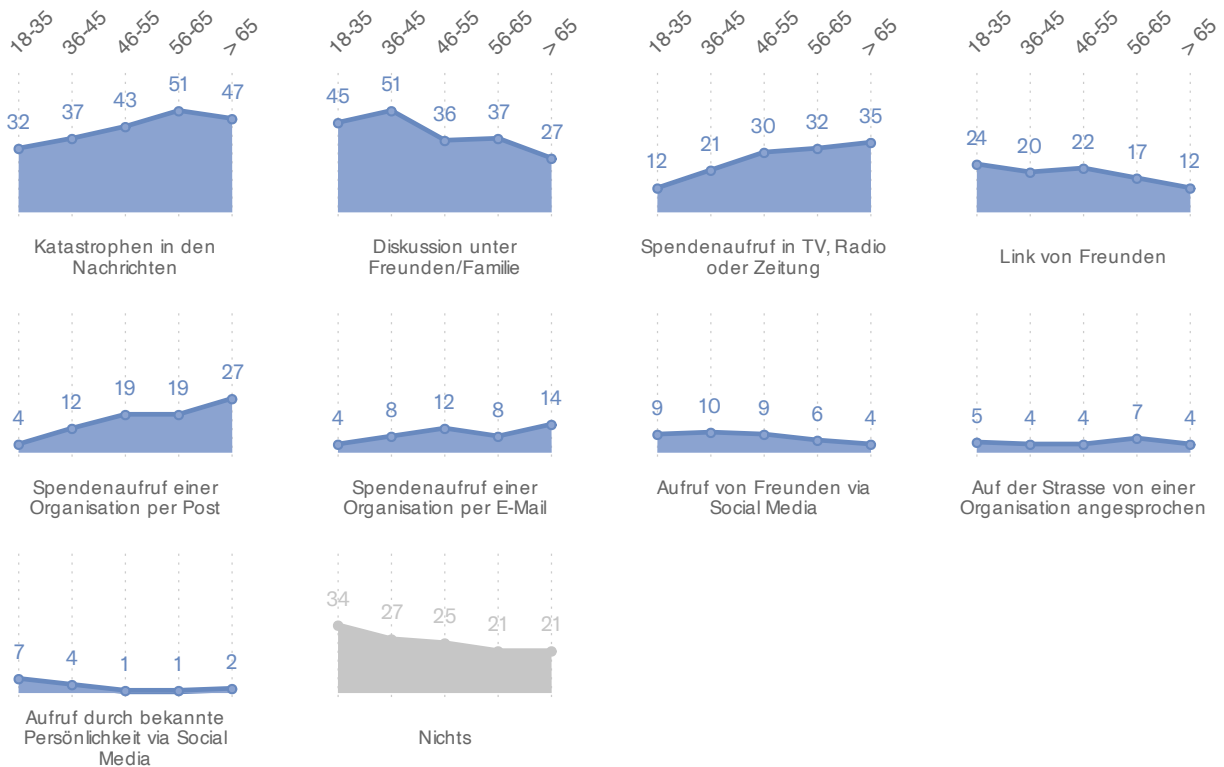 18-35 36-45 46-55 56-65 > 65
18-35 36-45 46-55 56-65 > 65
18-35 36-45 46-55 56-65 > 65
18-35 36-45 46-55 56-65 > 65
32 37 43 51 47
45 51 36 37 27
12 21 30 32 35
24 20 22 17 12
Katastrophen in den
Nachrichten
Diskussion unter
Freunden/Familie
Spendenaufruf in TV, Radio
oder Zeitung
Link von Freunden
4 12 19 19 27
4 8 12 8 14
9 10 9 6 4
5 4 4 7 4
Spendenaufruf einer
Organisation per Post
Spendenaufruf einer
Organisation per E-Mail
Aufruf von Freunden via
Social Media
Auf der Strasse von einer
Organisation angesprochen
7 4 1 1 2
34 27 25 21 21
Aufruf durch bekannte
Persönlichkeit via Social
Media
Nichts